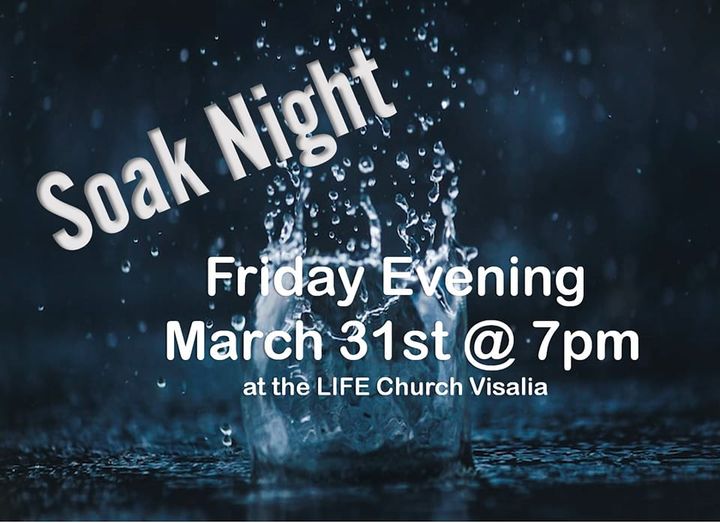 Soak Night
Friday Evening
March 31st @ 7pm
at the LIFE Church Visalia